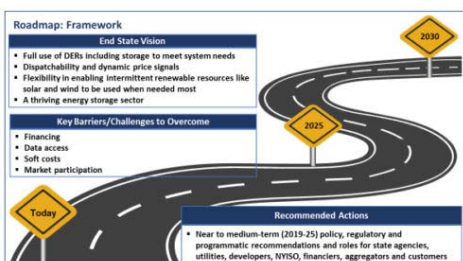 Roadmap: Framework
End State Vision
▪ Full use of DERs including storage to meet system needs
▪ Dispatchability and dynamic price signals
▪ Flexibility in enabling intermittent renewable resources like
solar and wind to be used when needed most
▪ A thriving energy storage sector
2030
Key Barriers/Challenges to Overcome
▪ Financing
▪ Data access
▪ Soft costs
▪ Market participation
2025
Today
Recommended Actions
▪ Near to medium-term (2019-25) policy, regulatory and
programmatic recommendations and roles for state agencies,
utilities, developers, NYISO, financiers, aggregators and customers